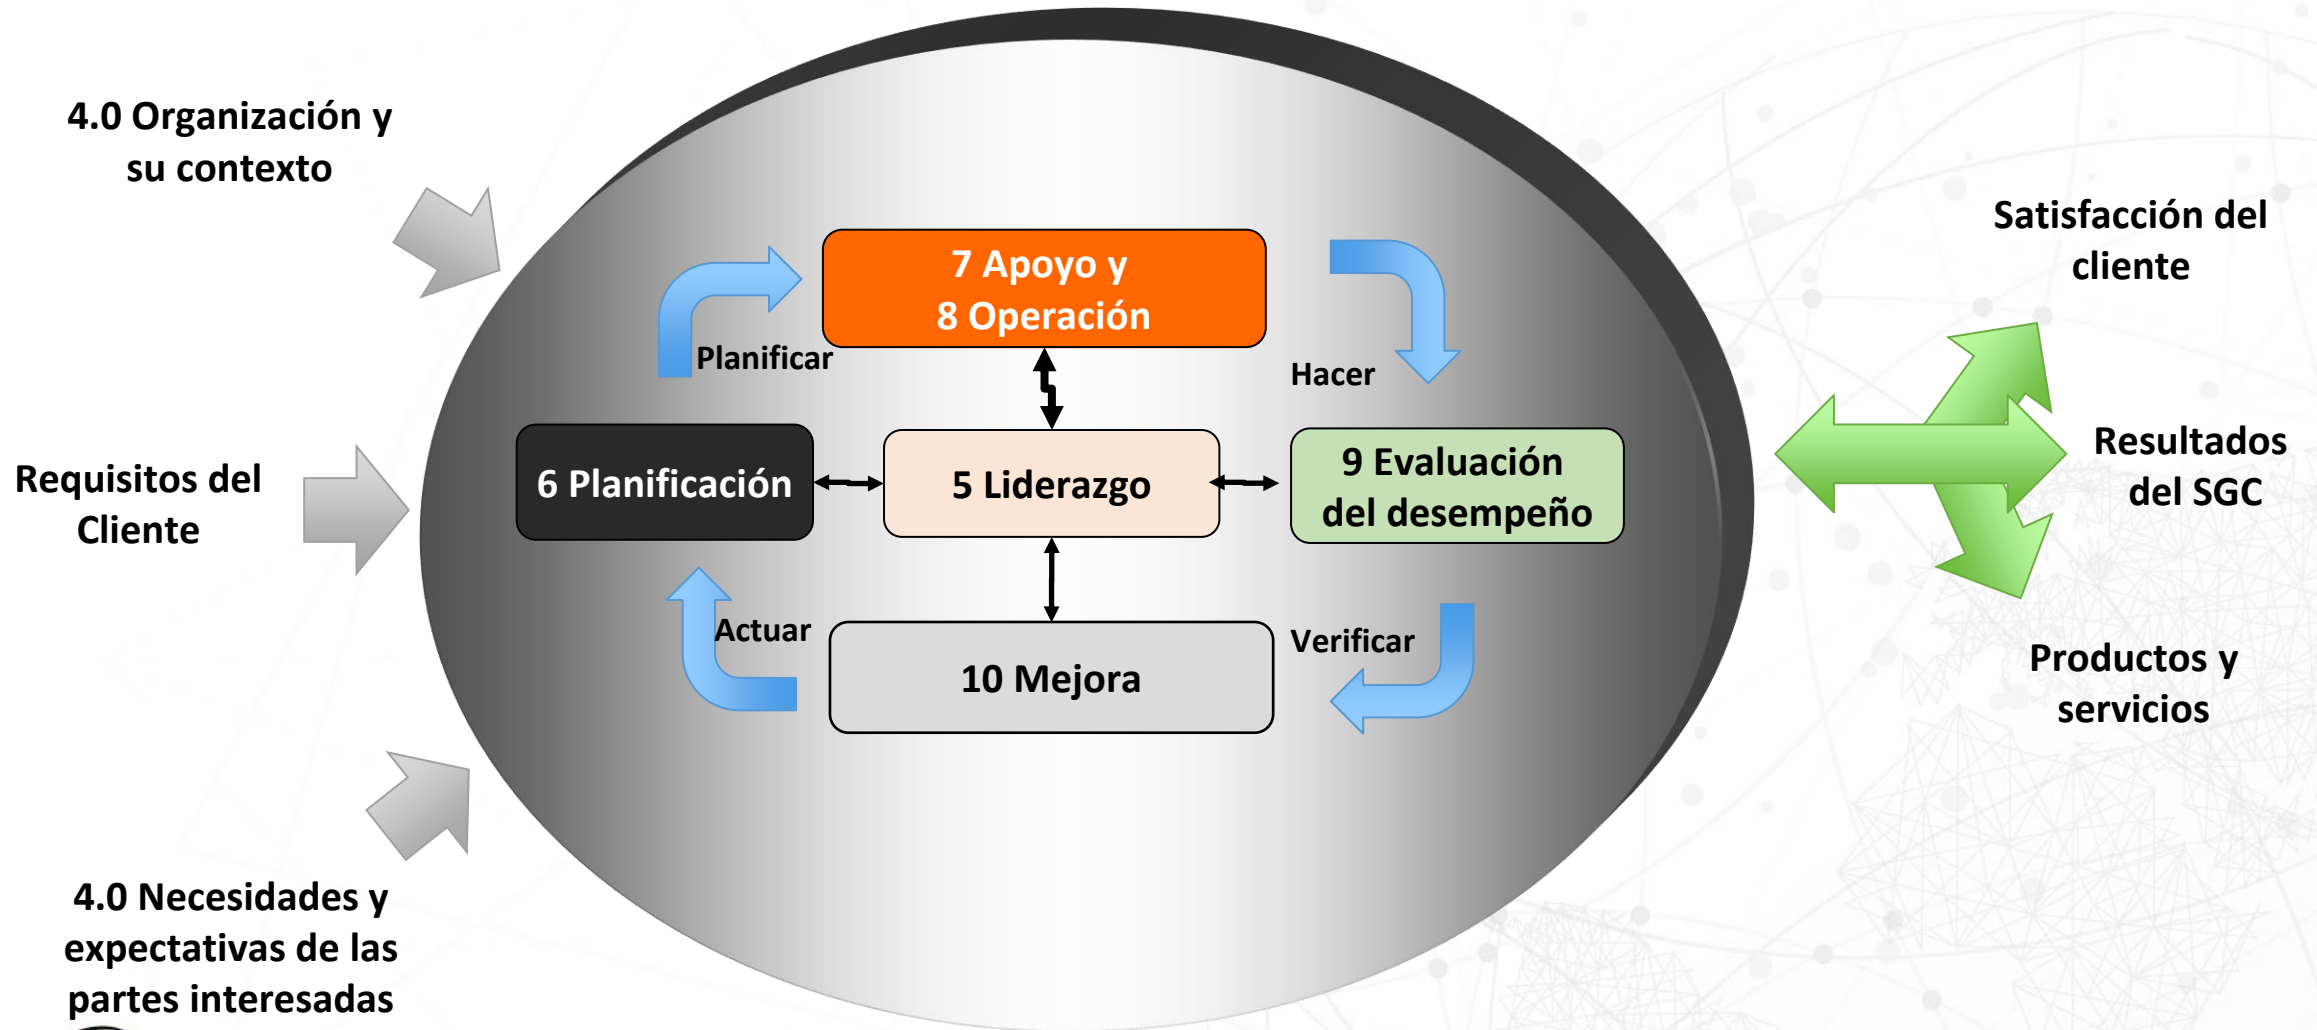 4.0 Organización y
su contexto
Requisitos del
Cliente
4.0 Necesidades y
expectativas de las
partes interesadas
7 Apoyo y
8 Operación
Planificar
Hacer
6 Planificación
5 Liderazgo
9 Evaluación
del desempeño
Actuar
Verificar
10 Mejora
Satisfacción del
cliente
Resultados
del SGC
Productos y
servicios